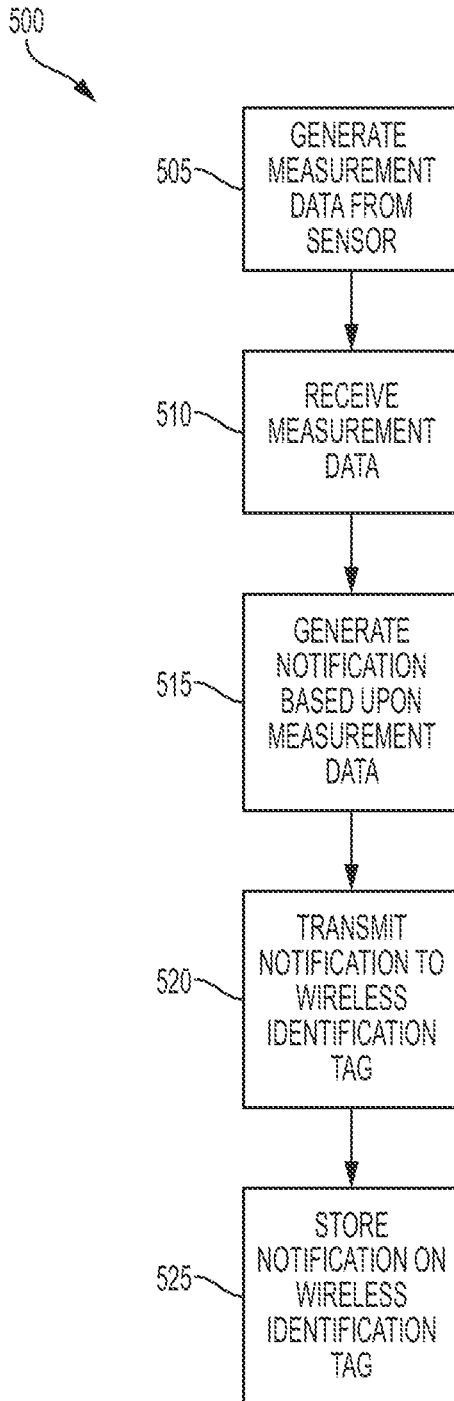 500
505
GENERATE
MEASUREMENT
DATA FROM
SENSOR
510
RECEIVE
MEASUREMENT
DATA
515
GENERATE
NOTIFICATION
BASED UPON
MEASUREMENT
DATA
520
TRANSMIT
NOTIFICATION TO
WIRELESS
IDENTIFICATION
TAG
525
STORE
NOTIFICATION ON
WIRELESS
IDENTIFICATION
TAG